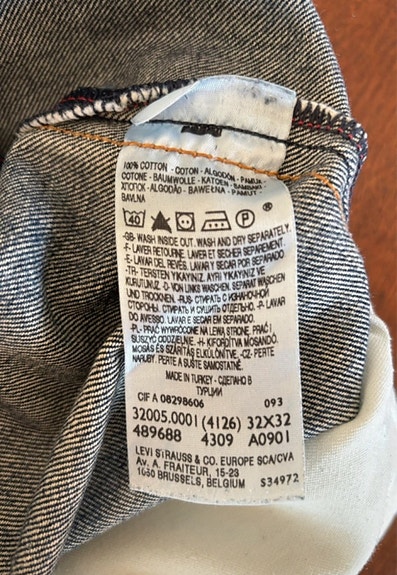 100% COTTON - COTON - ALGODÓN - PAMUK -
COTONE - BAUMWOLLE - KATOEN - BAMBAKI -
ХЛОПОК - ALGODÃO - BAWEŁNA - PAMUT -
BAVLNA
40 P ®
-GB- WASH INSIDE OUT. WASH AND DRY SEPARATELY.
-F- LAVER RETOURNE. LAVER ET SECHER SEPAREMENT.
-E- LAVAR DEL REVÉS. LAVAR Y SECAR POR SEPARADO
-TR- TERSTEN YIKAYINIZ. AYRI YIKAYINIZ VE
KURUTUNUZ. -D- VON LINKS WASCHEN. SEPARAT WASCHEN
UND TROCKNEN. -RUS- СТИРАТЬ С ИЗНАНОЧНОЙ
СТОРОНЫ. СТИРАТЬ И СУШИТЬ ОТДЕЛЬНО. -P- LAVAR
DO AVESSO. LAVAR E SECAR EM SEPARADO.
-PL- PRAĆ WYWRÓCONE NA LEWĄ STRONĘ. PRAĆ I
SUSZYĆ ODDZIELNIE. -H- KIFORDÍTVA MOSANDÓ.
MOSÁS ÉS SZÁRÍTÁS ELKÜLÖNÍTVE. -CZ- PERTE
NARUBY. PERTE A SUŠTE SAMOSTATNĚ.
MADE IN TURKEY - СДЕЛАНО В
ТУРЦИИ
CIF A 08298606 093
32005.0001 (4126) 32X32
489688 4309 A0901
LEVI STRAUSS & CO. EUROPE SCA/CVA
Av. A. FRAITEUR, 15-23
1050 BRUSSELS, BELGIUM S34972